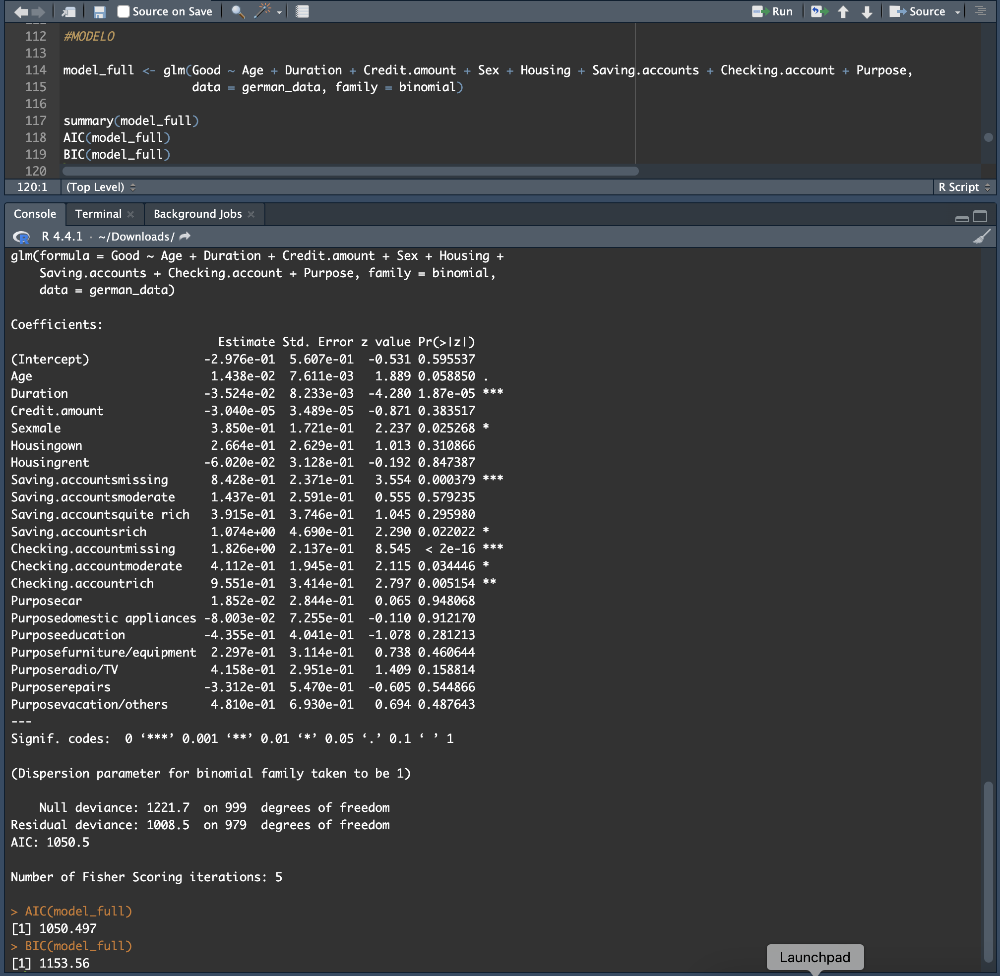 Source on Save
Run
Source
112 #MODELO
113
114 model_full <- glm(Good ~ Age + Duration + Credit.amount + Sex + Housing + Saving.accounts + Checking.account + Purpose,
115 data = german_data, family = binomial)
116
117 summary(model_full)
118 AIC(model_full)
119 BIC(model_full)
120
120:1 (Top Level) R Script
Console Terminal Background Jobs
R 4.4.1 · ~/Downloads/
glm(formula = Good ~ Age + Duration + Credit.amount + Sex + Housing +
Saving.accounts + Checking.account + Purpose, family = binomial,
data = german_data)
Coefficients:
Estimate Std. Error z value Pr(>|z|)
(Intercept) -2.976e-01 5.607e-01 -0.531 0.595537
Age 1.438e-02 7.611e-03 1.889 0.058850 .
Duration -3.524e-02 8.233e-03 -4.280 1.87e-05 ***
Credit.amount -3.040e-05 3.489e-05 -0.871 0.383517
Sexmale 3.850e-01 1.721e-01 2.237 0.025268 *
Housingown 2.664e-01 2.629e-01 1.013 0.310866
Housingrent -6.020e-02 3.128e-01 -0.192 0.847387
Saving.accountsmissing 8.428e-01 2.371e-01 3.554 0.000379 ***
Saving.accountsmoderate 1.437e-01 2.591e-01 0.555 0.579235
Saving.accountsquite rich 3.915e-01 3.746e-01 1.045 0.295980
Saving.accountsrich 1.074e+00 4.690e-01 2.290 0.022022 *
Checking.accountmissing 1.826e+00 2.137e-01 8.545 < 2e-16 ***
Checking.accountmoderate 4.112e-01 1.945e-01 2.115 0.034446 *
Checking.accountrich 9.551e-01 3.414e-01 2.797 0.005154 **
Purposecar 1.852e-02 2.844e-01 0.065 0.948068
Purposedomestic appliances -8.003e-02 7.255e-01 -0.110 0.912170
Purposeeducation -4.355e-01 4.041e-01 -1.078 0.281213
Purposefurniture/equipment 2.297e-01 3.114e-01 0.738 0.460644
Purposeradio/TV 4.158e-01 2.951e-01 1.409 0.158814
Purposerepairs -3.312e-01 5.470e-01 -0.605 0.544866
Purposevacation/others 4.810e-01 6.930e-01 0.694 0.487643
---
Signif. codes: 0 ‘***’ 0.001 ‘**’ 0.01 ‘*’ 0.05 ‘.’ 0.1 ‘ ’ 1
(Dispersion parameter for binomial family taken to be 1)
Null deviance: 1221.7 on 999 degrees of freedom
Residual deviance: 1008.5 on 979 degrees of freedom
AIC: 1050.5
Number of Fisher Scoring iterations: 5
> AIC(model_full)
[1] 1050.497
> BIC(model_full)
[1] 1153.56
Launchpad